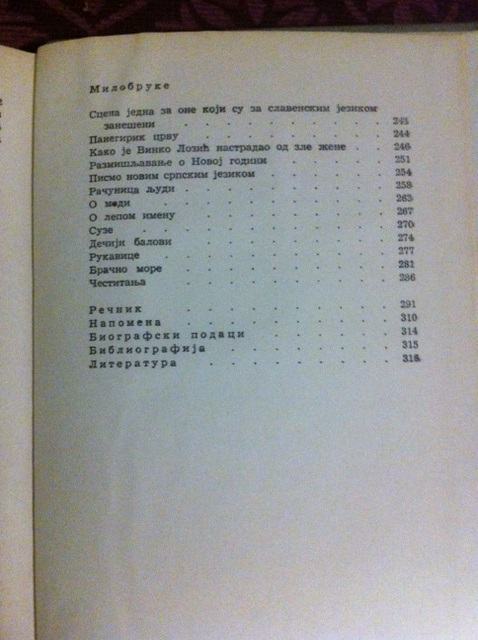 Милобруке
Сцена једна за оне који су за славенским језиком
занешени . . . . . . . . . 241
Панегирик црву . . . . . . . . . 244
Како је Винко Лозић настрадао од зле жене . . 246
Размишљавање о Новој години . . . . . 251
Писмо новим српским језиком . . . . . 254
Рачуница људи . . . . . . . . . 258
О моди . . . . . . . . . . 263
О лепом имену . . . . . . . . . 267
Сузе . . . . . . . . . . . 270
Дечији балови . . . . . . . . . 274
Рукавице . . . . . . . . . . 277
Брачно море . . . . . . . . . 281
Честитања . . . . . . . . . . 286
Речник . . . . . . . . 291
Напомена . . . . . . . . 310
Биографски подаци . . . . . . 314
Библиографија . . . . . . . 315
Литература . . . . . . . 318